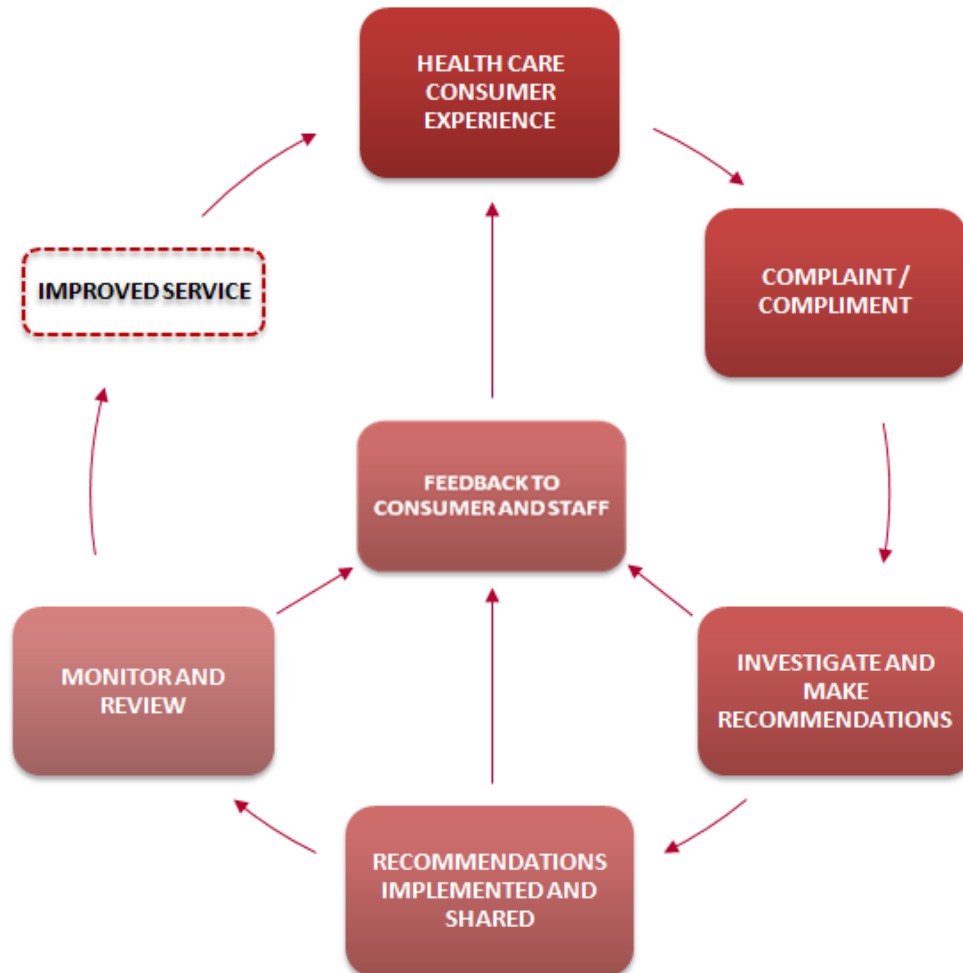 HEALTH CARE
CONSUMER
EXPERIENCE
COMPLAINT /
COMPLIMENT
IMPROVED SERVICE
FEEDBACK TO
CONSUMER AND STAFF
MONITOR AND
REVIEW
INVESTIGATE AND
MAKE
RECOMMENDATIONS
RECOMMENDATIONS
IMPLEMENTED AND
SHARED